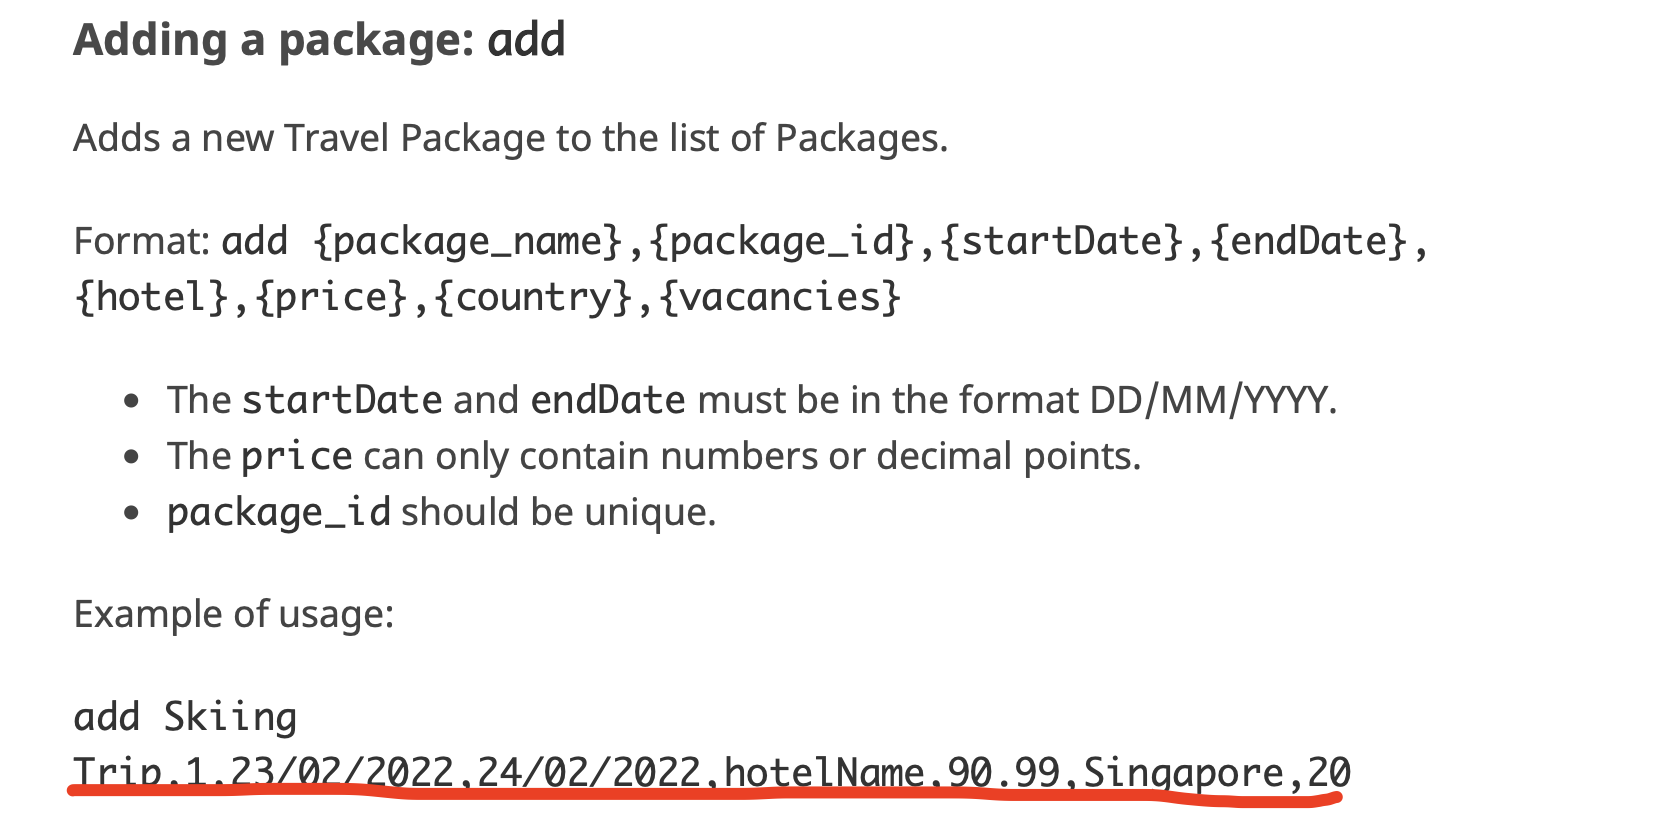 Adding a package: add
Adds a new Travel Package to the list of Packages.
Format: add {package_name},{package_id},{startDate},{endDate},
{hotel},{price},{country},{vacancies}
• The startDate and endDate must be in the format DD/MM/YYYY.
• The price can only contain numbers or decimal points.
• package_id should be unique.
Example of usage:
add Skiing
Trip,1,23/02/2022,24/02/2022,hotelName,90.99,Singapore,20